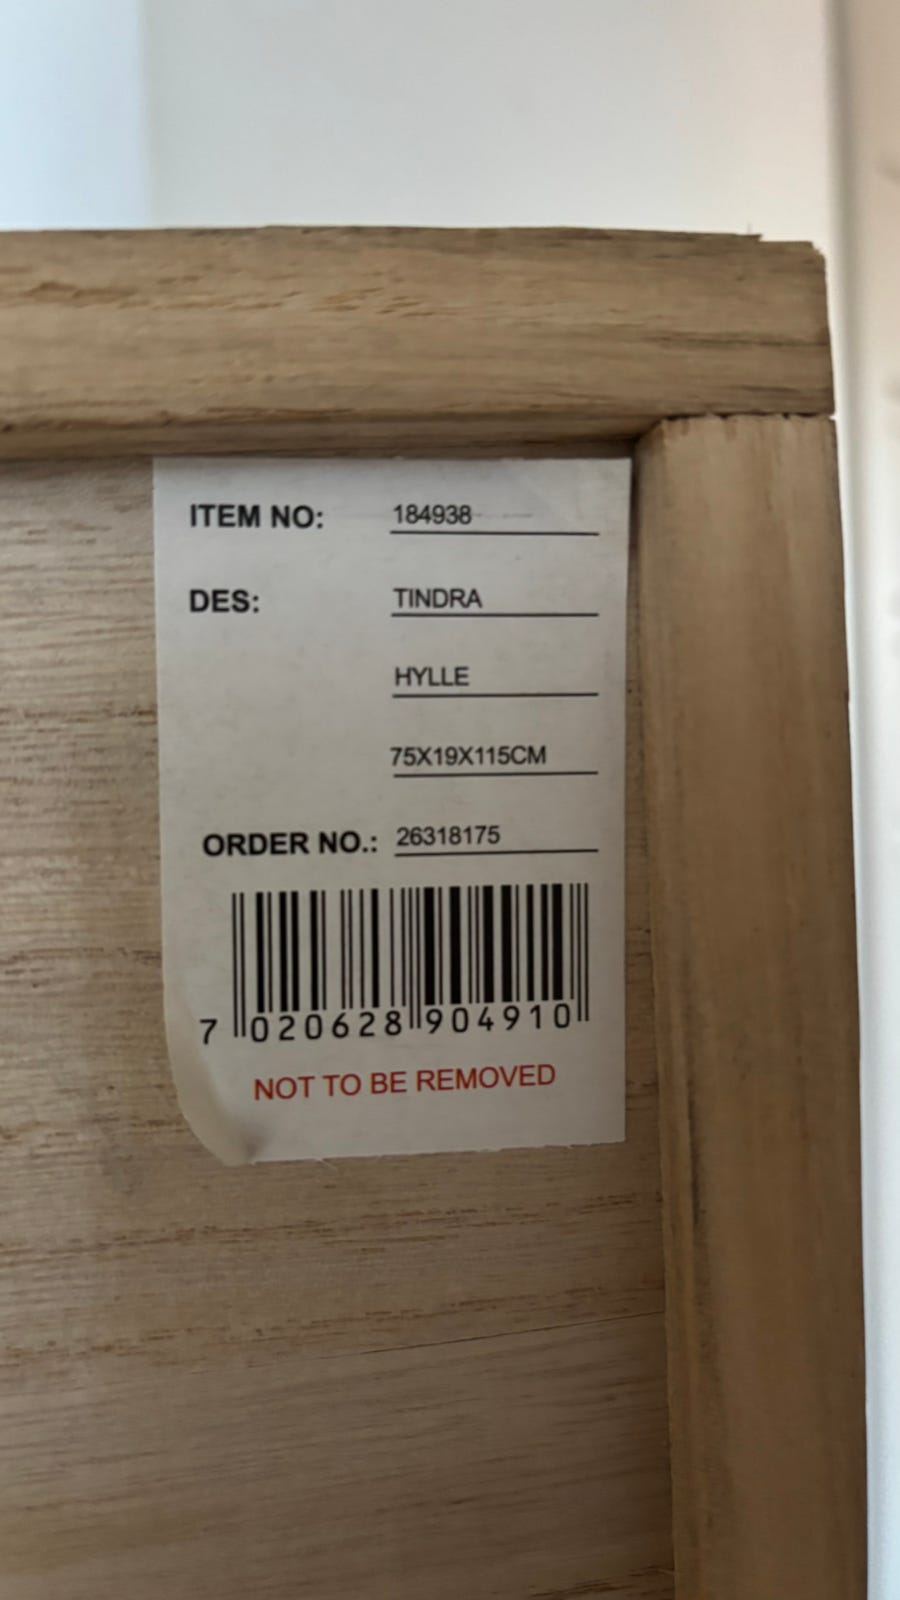 ITEM NO: 184938
DES: TINDRA
HYLLE
75X19X115CM
ORDER NO.: 26318175
7 020628 904910
NOT TO BE REMOVED